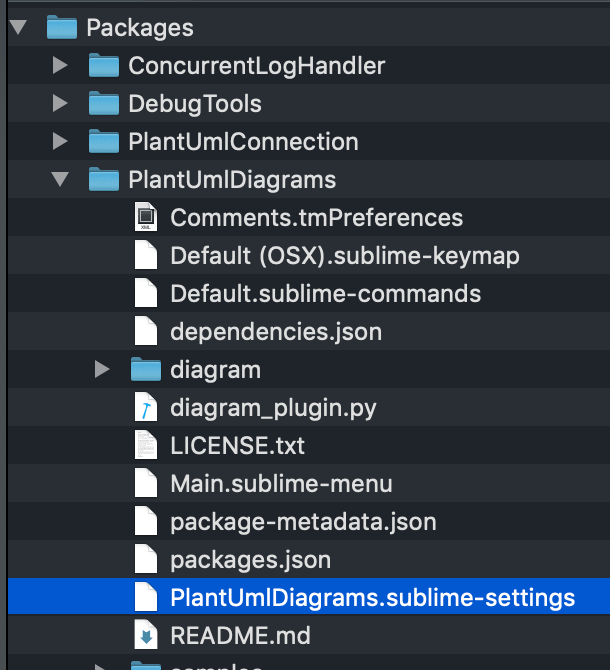 Packages
ConcurrentLogHandler
DebugTools
PlantUmlConnection
PlantUmlDiagrams
Comments.tmPreferences
Default (OSX).sublime-keymap
Default.sublime-commands
dependencies.json
diagram
diagram_plugin.py
LICENSE.txt
Main.sublime-menu
package-metadata.json
packages.json
PlantUmlDiagrams.sublime-settings
README.md